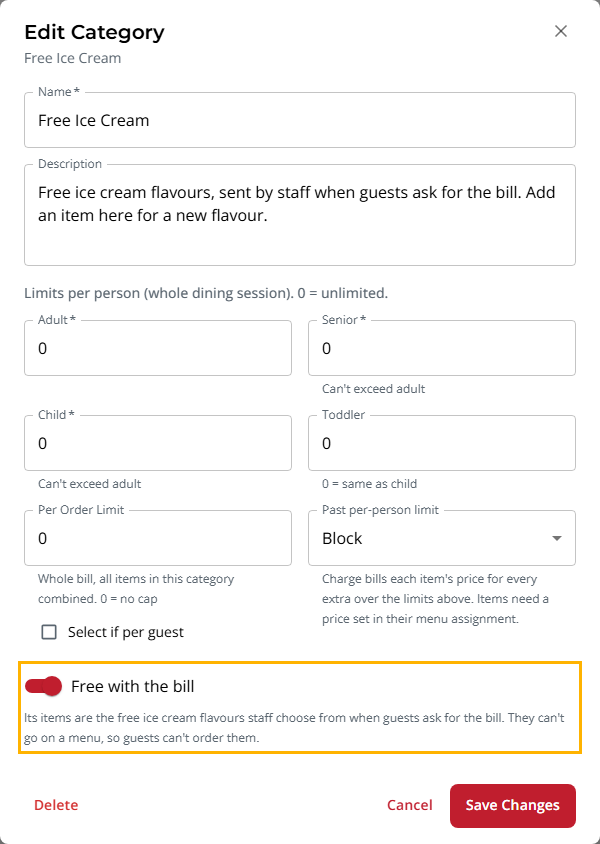 Edit Category
Free Ice Cream
Name *
Free Ice Cream
Description
Free ice cream flavours, sent by staff when guests ask for the bill. Add
an item here for a new flavour.
Limits per person (whole dining session). 0 = unlimited.
Adult *
0
Senior *
0
Can't exceed adult
Child *
0
Can't exceed adult
Toddler
0
0 = same as child
Per Order Limit
0
Whole bill, all items in this category
combined. 0 = no cap
Past per-person limit
Block
Charge bills each item's price for every
extra over the limits above. Items need a
price set in their menu assignment.
Select if per guest
Free with the bill
Its items are the free ice cream flavours staff choose from when guests ask for the bill. They can't
go on a menu, so guests can't order them.
Delete
Cancel
Save Changes